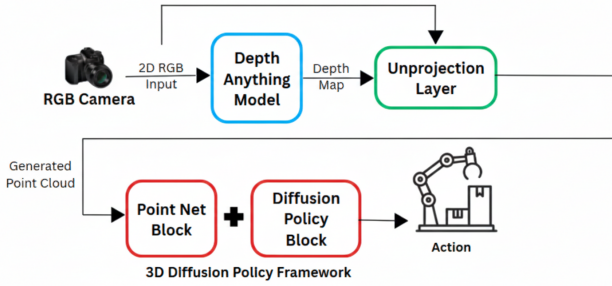 RGB Camera
2D RGB
Input
Depth
Anything
Model
Depth
Map
Unprojection
Layer
Generated
Point Cloud
Point Net
Block
Diffusion
Policy
Block
Action
3D Diffusion Policy Framework